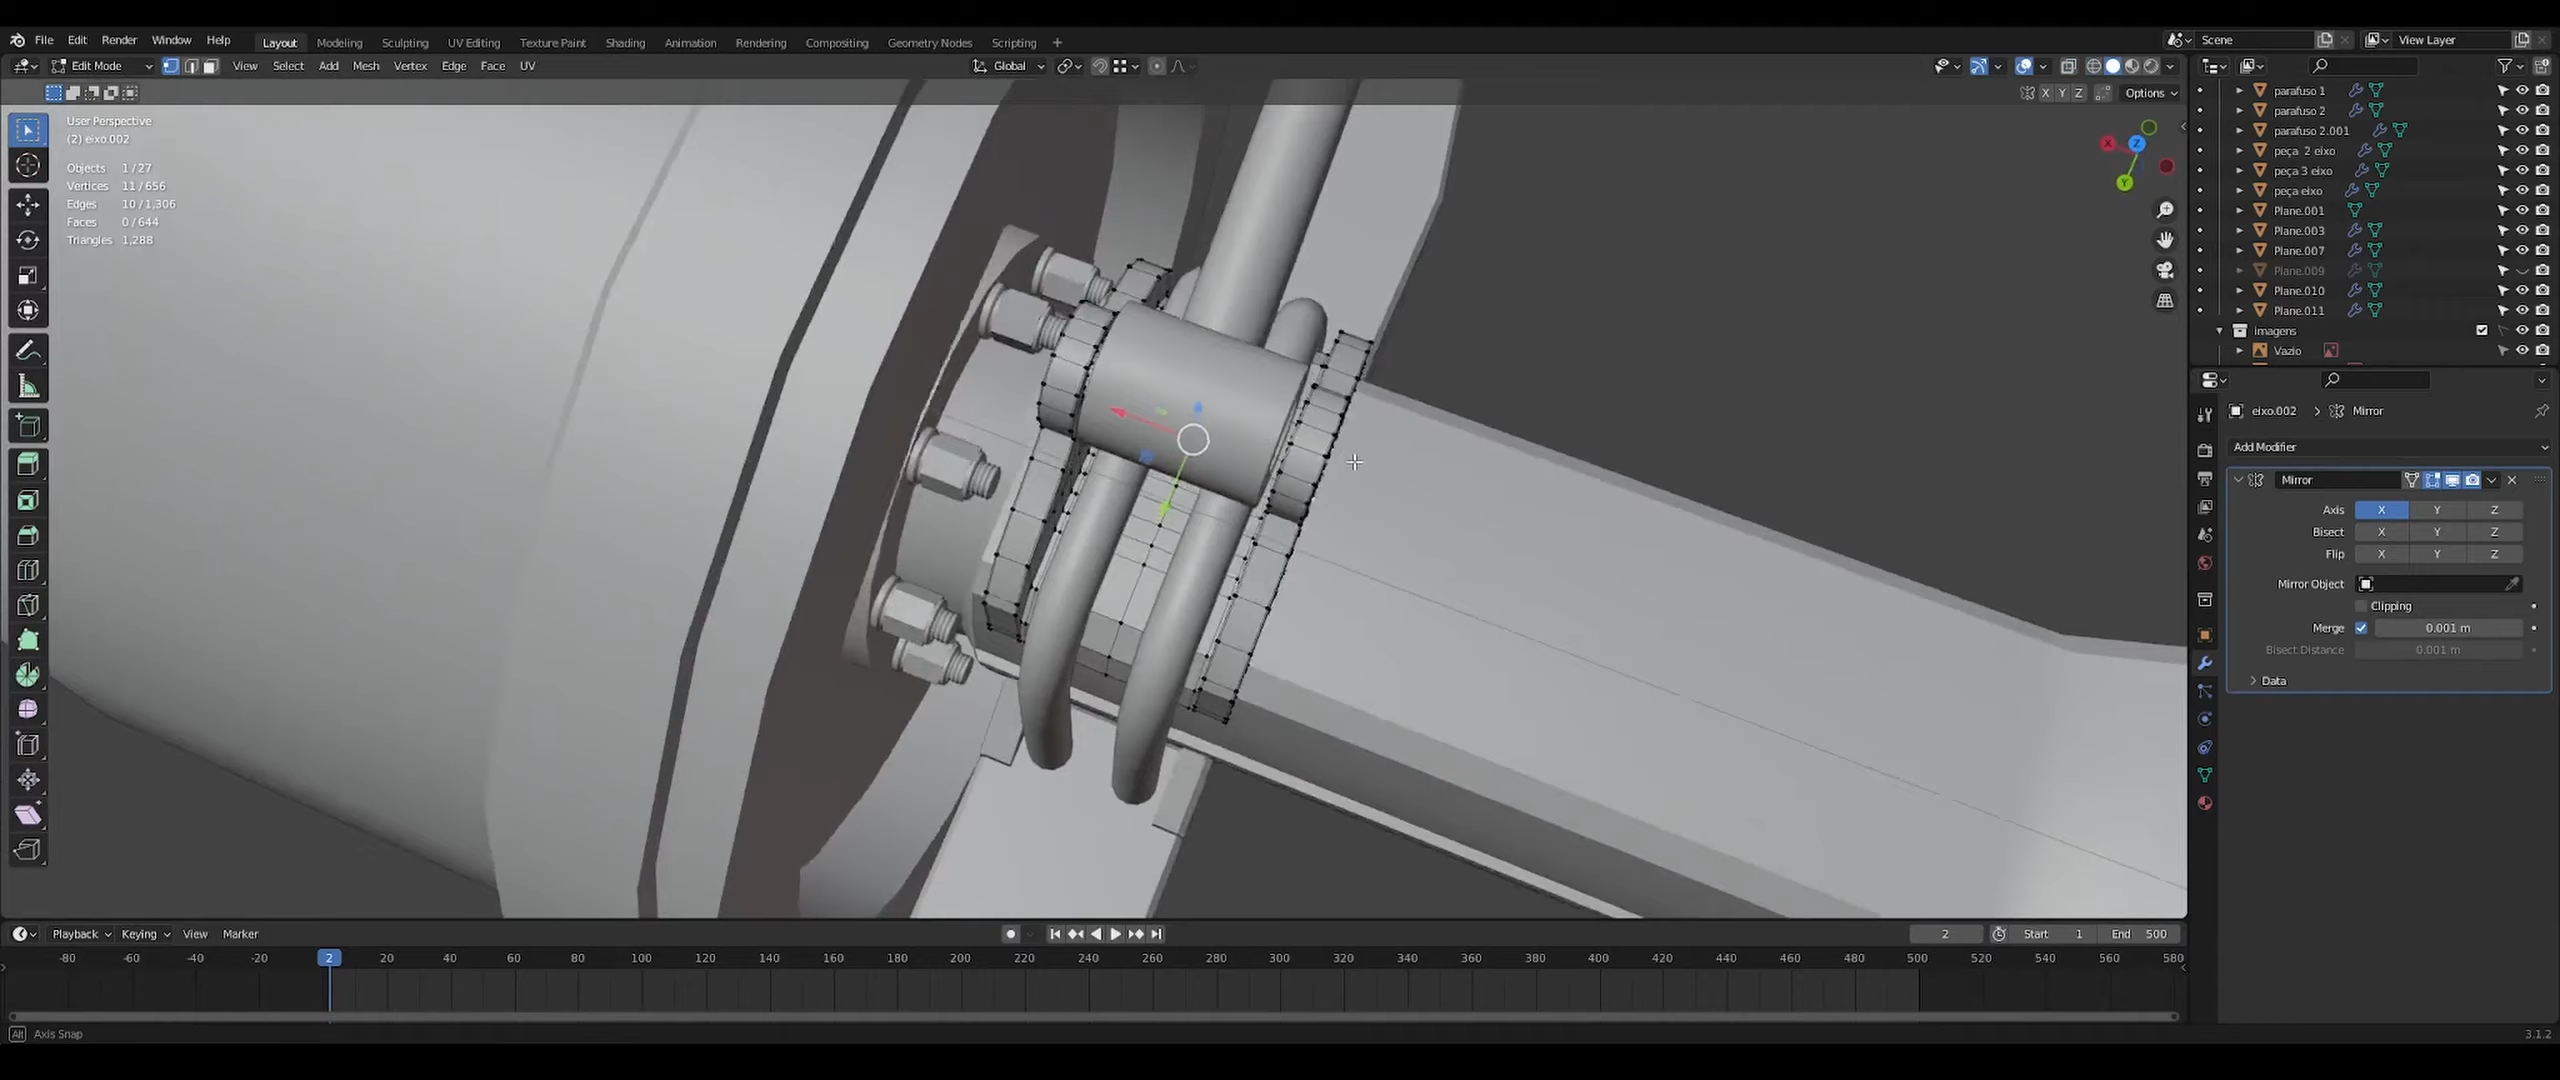 File Edit Render Window Help Layout Modeling Sculpting UV Editing Texture Paint Shading Animation Rendering Compositing Geometry Nodes Scripting + Scene View Layer
Edit Mode View Select Add Mesh Vertex Edge Face UV Global
X Y Z Options
User Perspective
(2) eixo.002
Objects 1/27
Vertices 11/656
Edges 10/1,306
Faces 0/644
Triangles 1,288
X
Z
Y
parafuso 1
parafuso 2
parafuso 2.001
peça 2 eixo
peça 3 eixo
peça eixo
Plane.001
Plane.003
Plane.007
Plane.009
Plane.010
Plane.011
imagens
Vazio
eixo.002 > Mirror
Add Modifier
Mirror
Axis X Y Z
Bisect X Y Z
Flip X Y Z
Mirror Object
Clipping
Merge 0.001 m
Bisect Distance 0.001 m
> Data
Playback Keying View Marker 2 Start 1 End 500
-80 -60 -40 -20 2 20 40 60 80 100 120 140 160 180 200 220 240 260 280 300 320 340 360 380 400 420 440 460 480 500 520 540 560 580
Alt Axis Snap 3.1.2